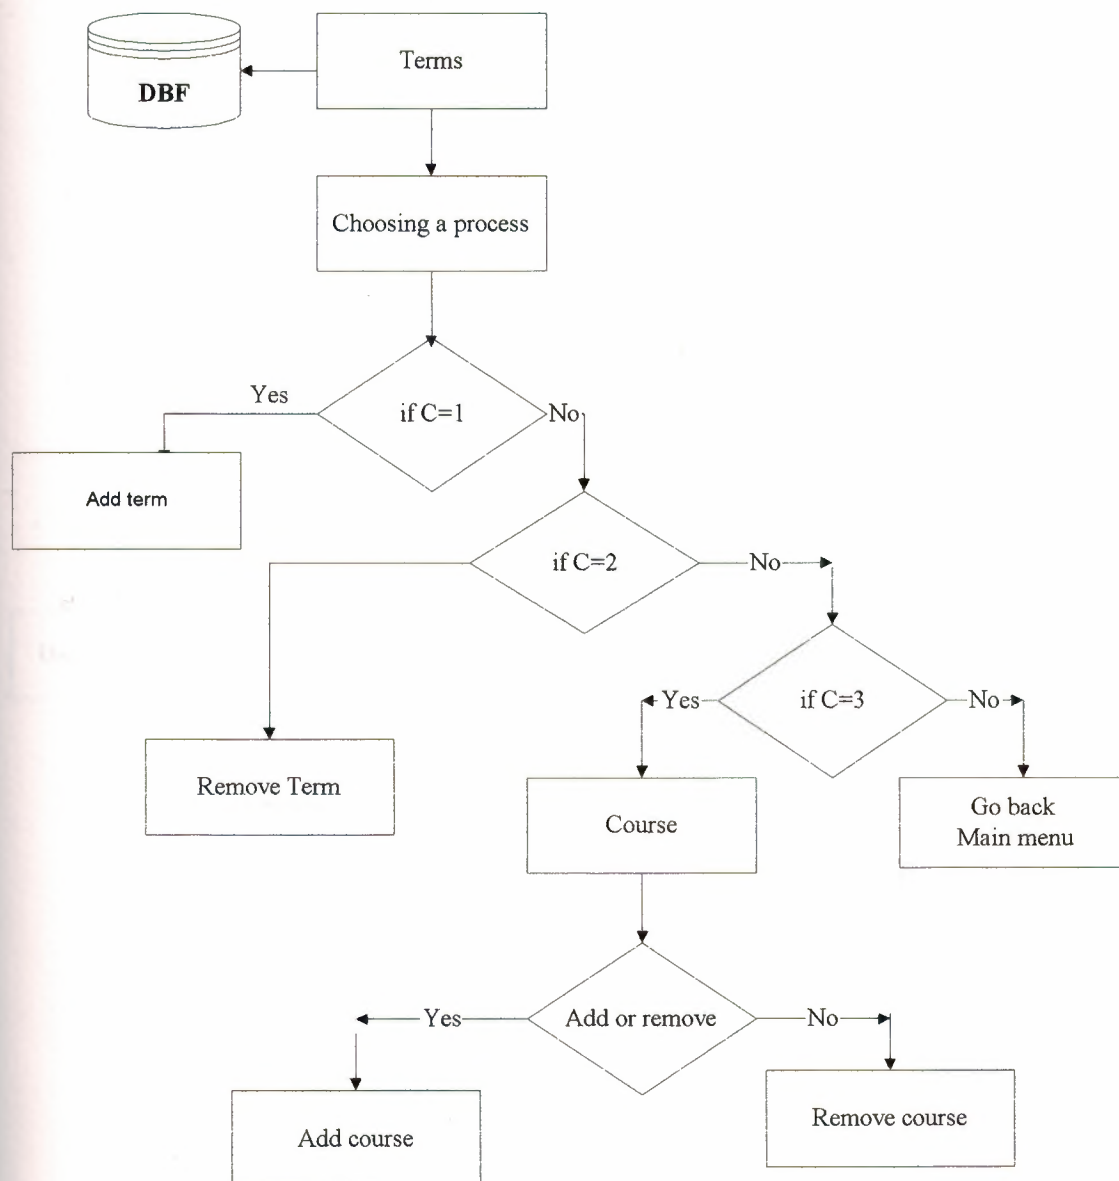 Terms
DBF
Choosing a process
if C=1
Yes
No
Add term
if C=2
No
if C=3
Yes
No
Remove Term
Course
Go back
Main menu
Add or remove
Yes
No
Add course
Remove course